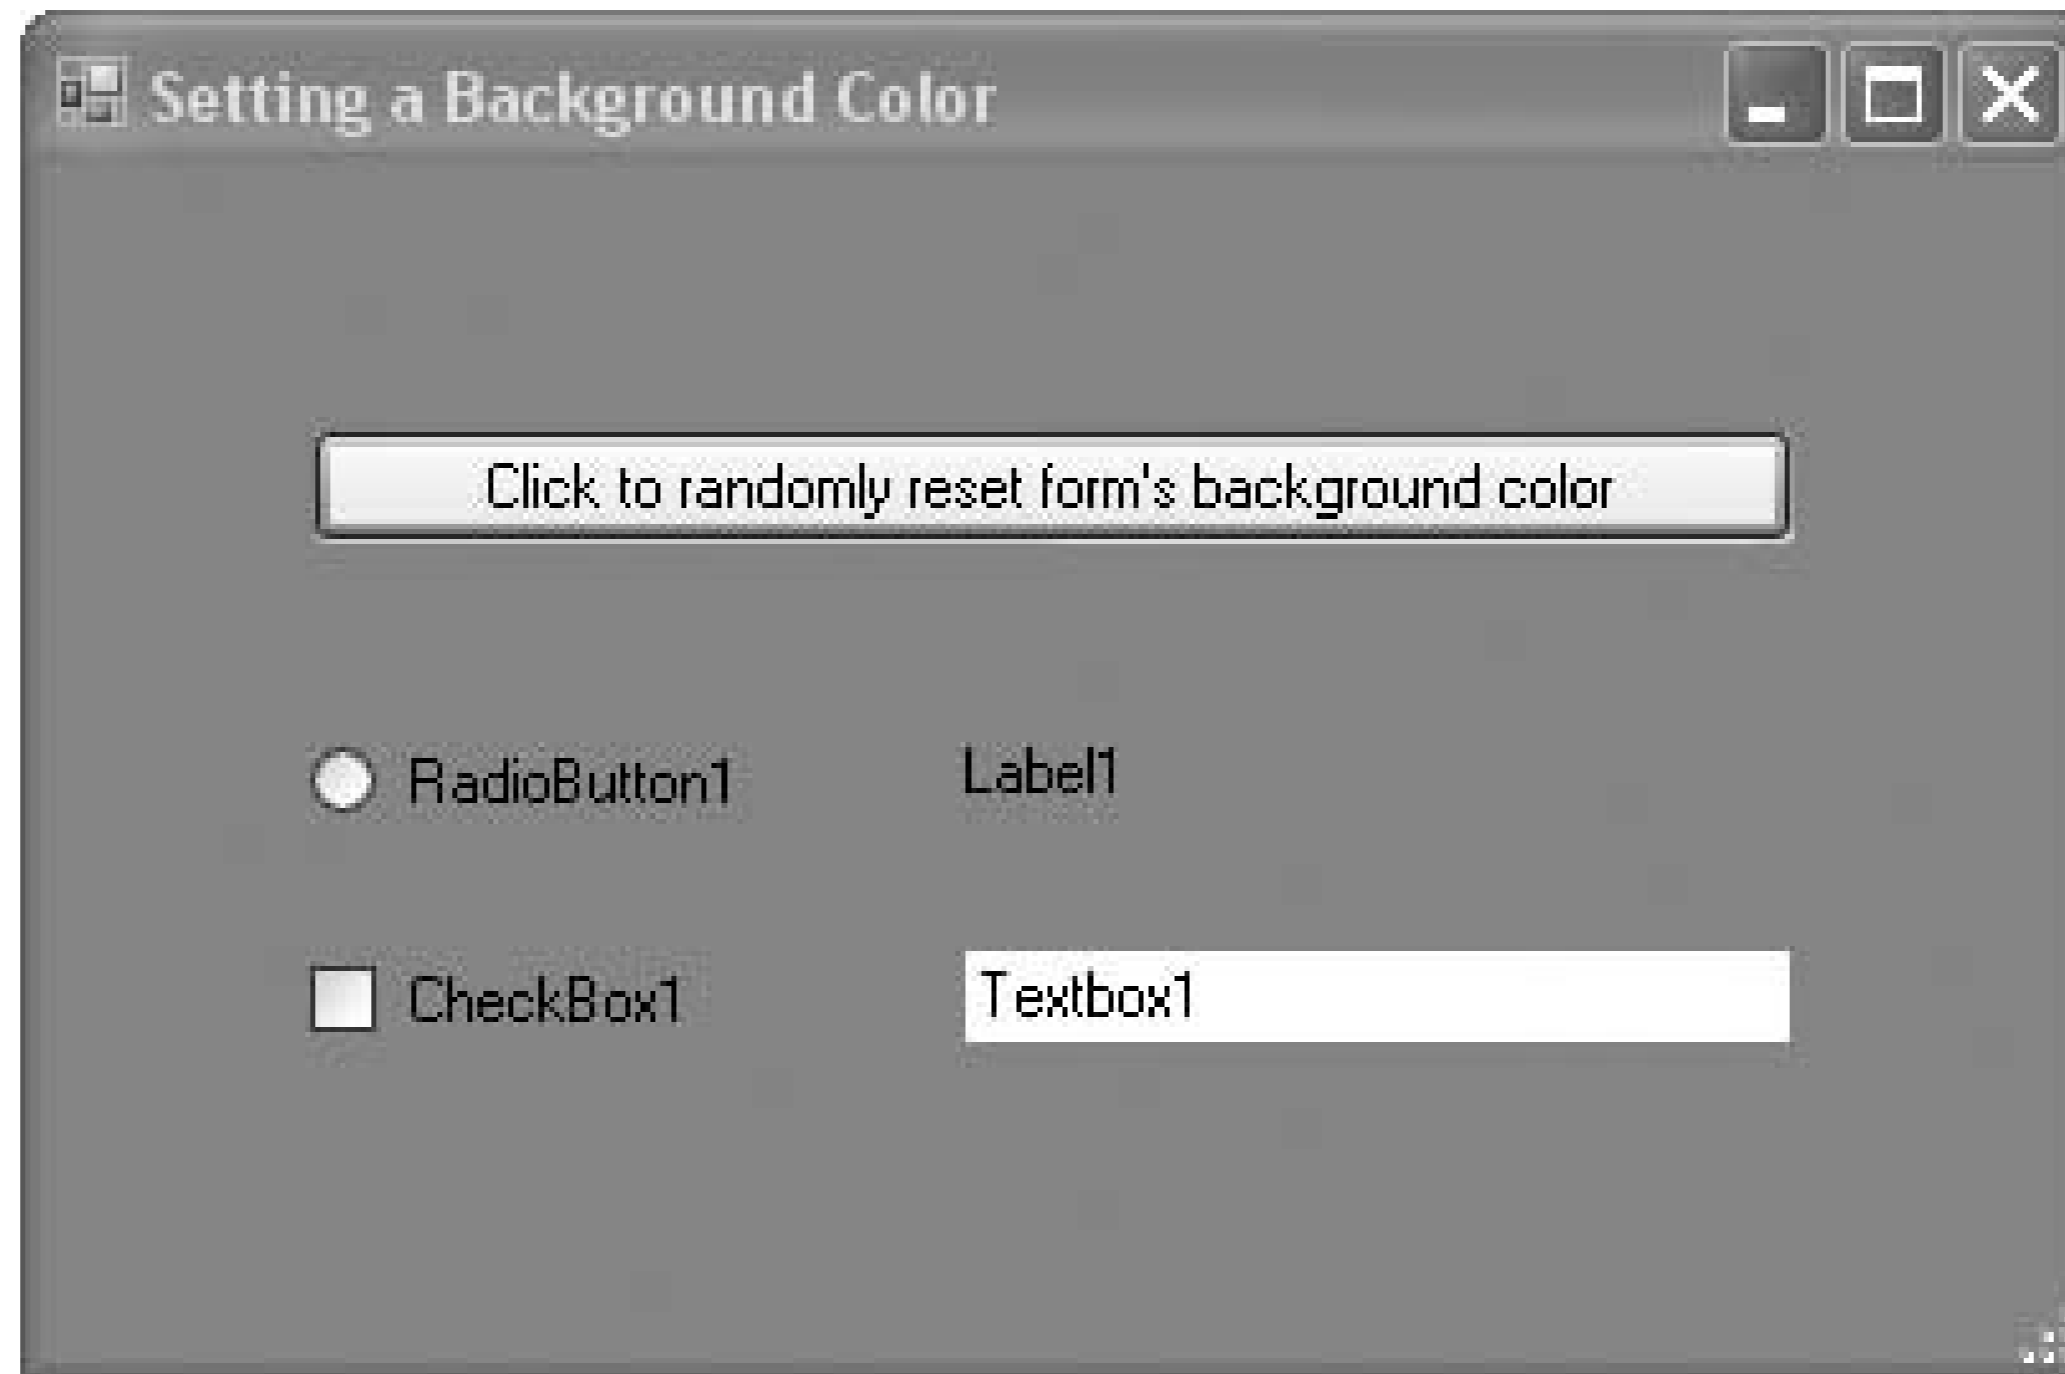 Setting a Background Color
Click to randomly reset form's background color
RadioButton1
Label1
CheckBox1
Textbox1